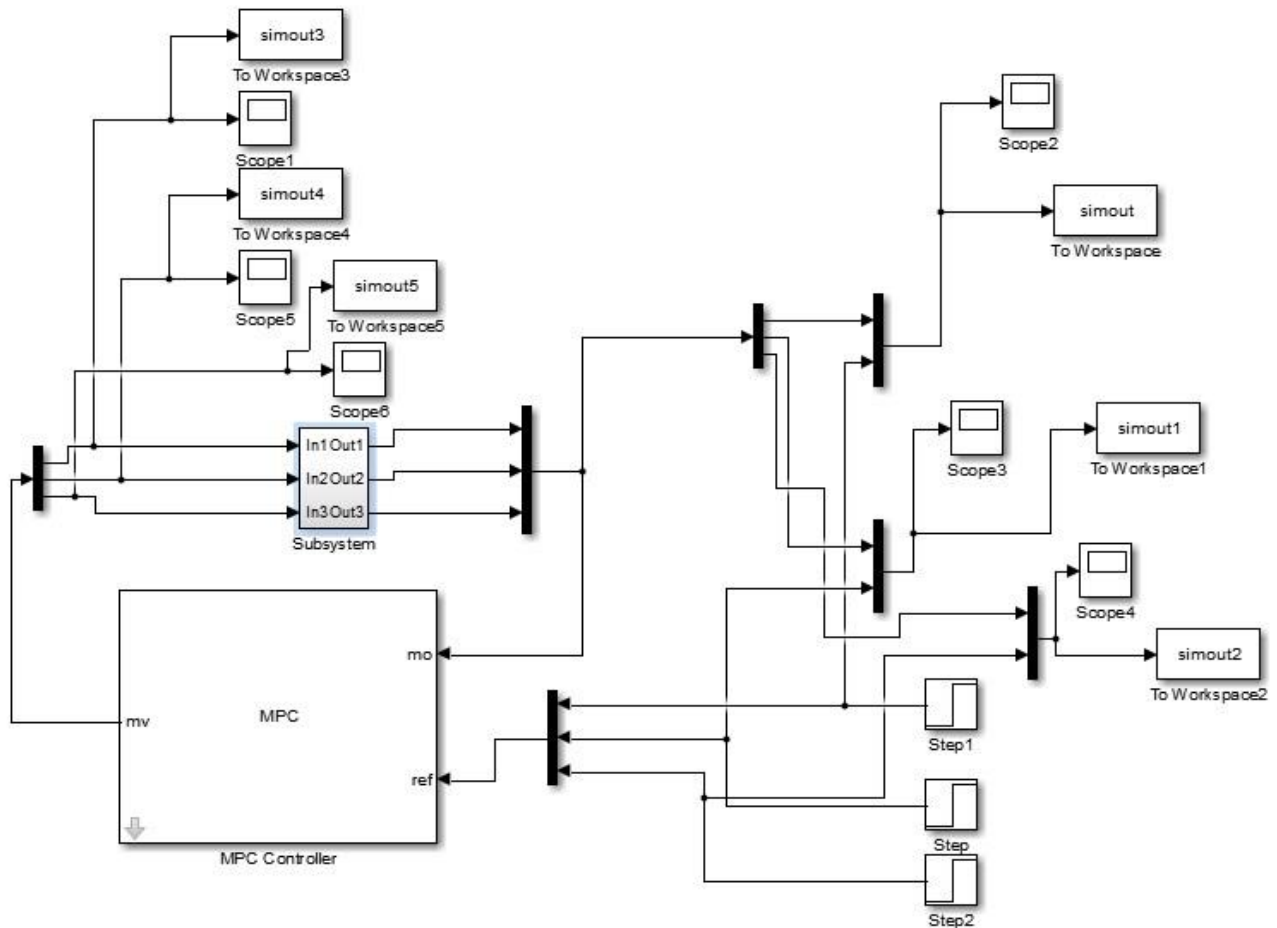 simout3
To Workspace3
Scope1
simout4
To Workspace4
Scope5
simout5
To Workspace5
Scope6
In1 Out1
In2 Out2
In3 Out3
Subsystem
Scope2
simout
To Workspace
Scope3
simout1
To Workspace1
Scope4
simout2
To Workspace2
mo
mv
MPC
ref
MPC Controller
Step1
Step
Step2